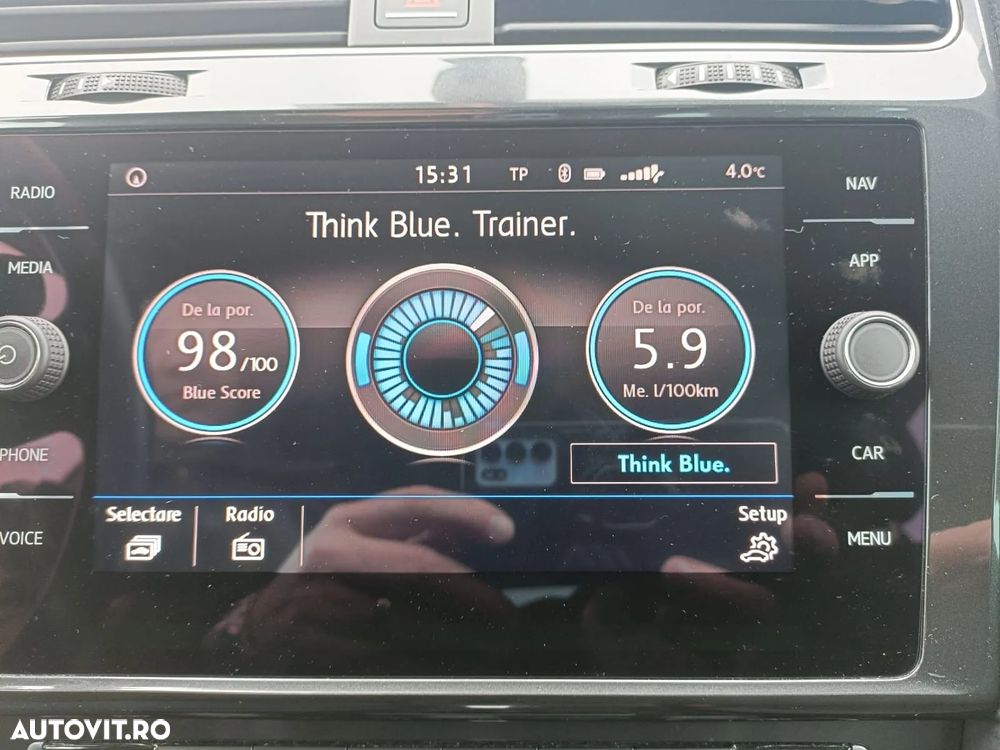 15:31 TP 4.0°C
RADIO
NAV
Think Blue. Trainer.
MEDIA
APP
De la por.
98/100
Blue Score
De la por.
5.9
Me. l/100km
PHONE
CAR
Think Blue.
VOICE
Selectare
Radio
Setup
MENU
AUTOVIT.RO